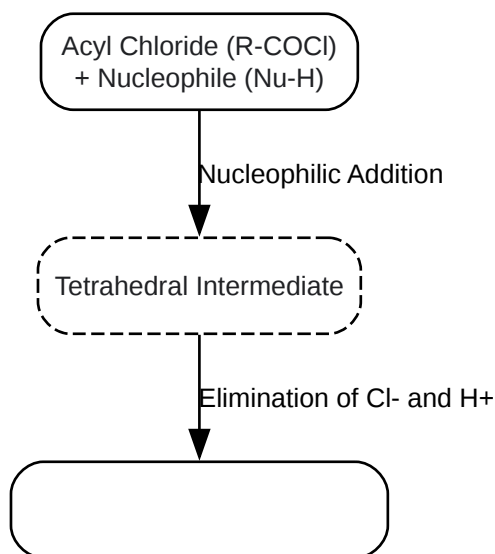 Acyl Chloride (R-COCl)
+ Nucleophile (Nu-H)
Nucleophilic Addition
Tetrahedral Intermediate
Elimination of Cl- and H+